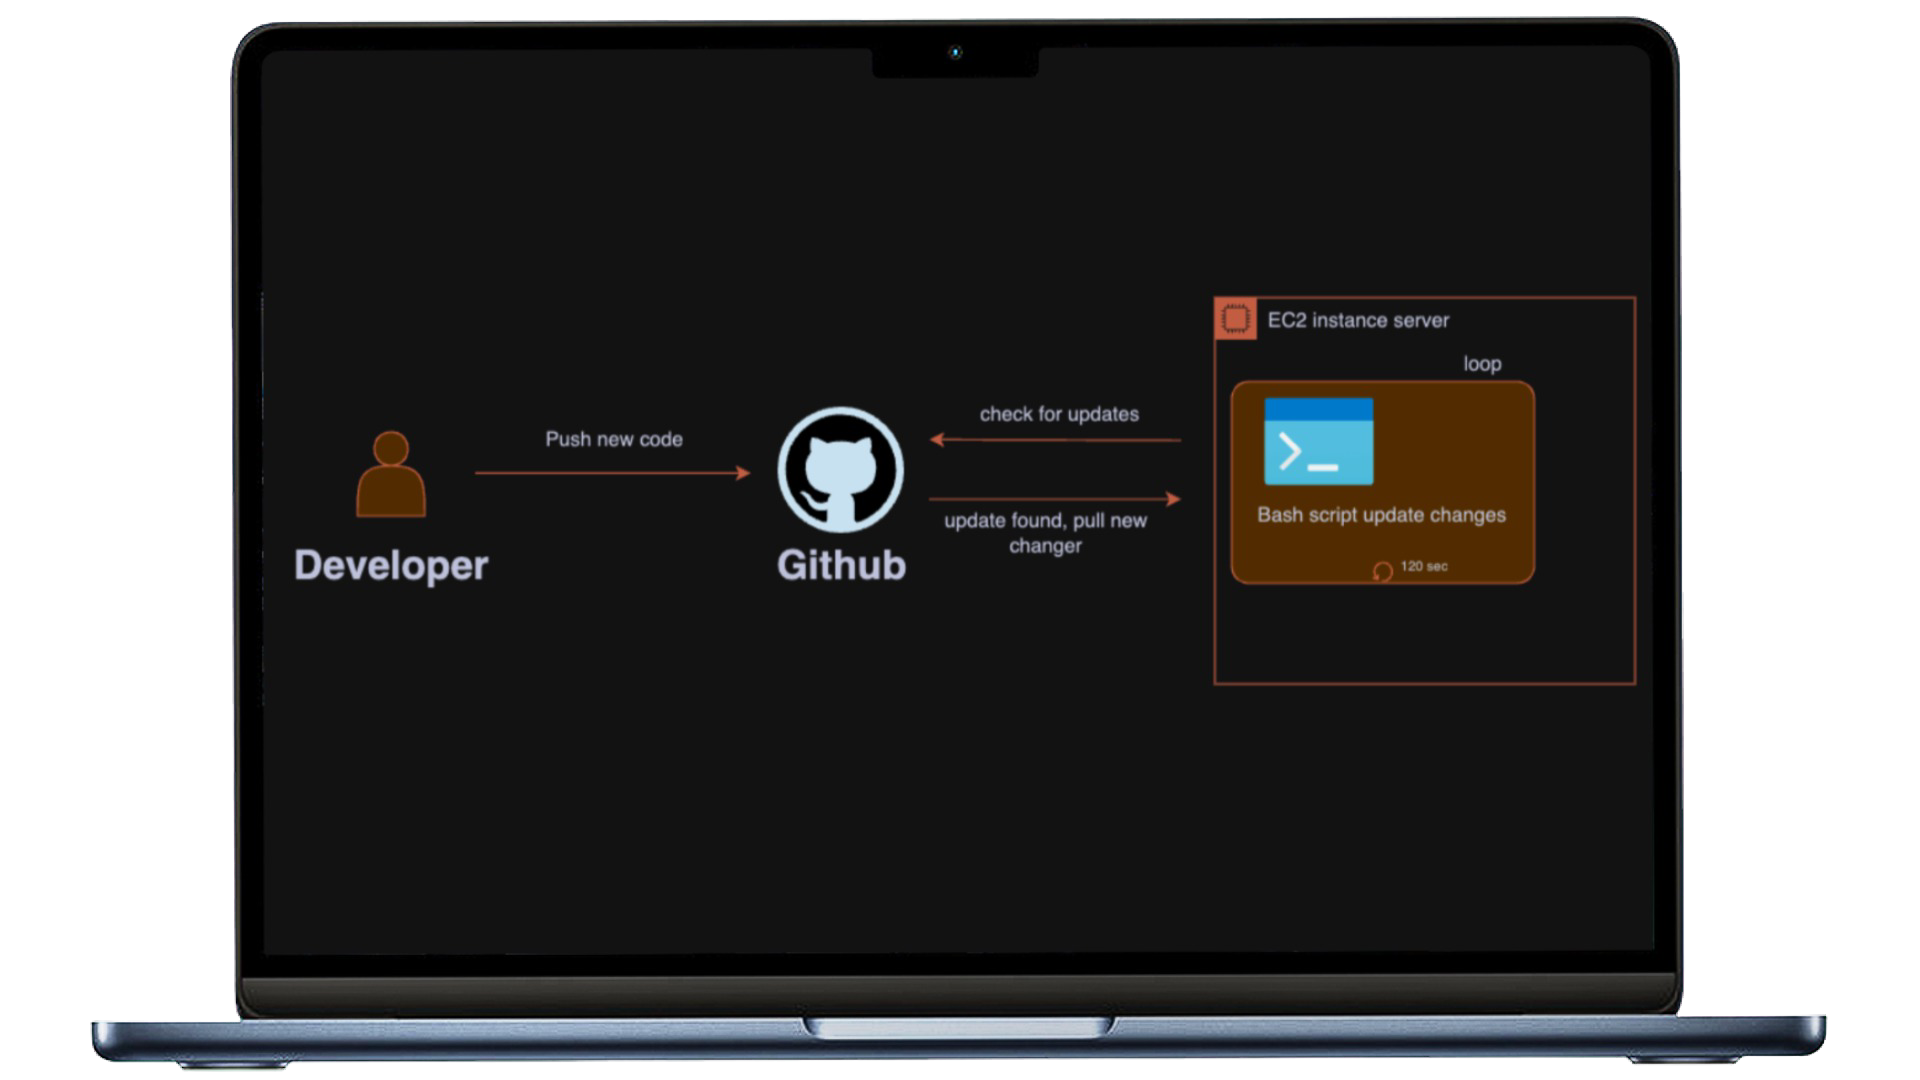 EC2 instance server
loop
check for updates
Push new code
Bash script update changes
update found, pull new
changer
Developer
Github
120 sec